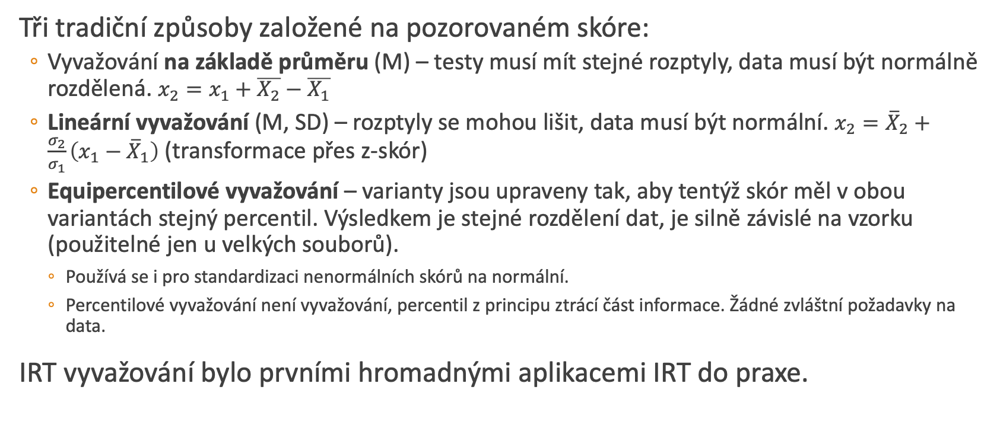 Tři tradiční způsoby založené na pozorovaném skóre:
◦ Vyvažování na základě průměru (M) – testy musí mít stejné rozptyly, data musí být normálně
rozdělená. $x_2 = x_1 + \overline{X_2} - \overline{X_1}$
◦ Lineární vyvažování (M, SD) – rozptyly se mohou lišit, data musí být normální. $x_2 = \bar{X}_2 +$
$\frac{\sigma_2}{\sigma_1}(x_1 - \bar{X}_1)$ (transformace přes z-skór)
◦ Equipercentilové vyvažování – varianty jsou upraveny tak, aby tentýž skór měl v obou
variantách stejný percentil. Výsledkem je stejné rozdělení dat, je silně závislé na vzorku
(použitelné jen u velkých souborů).
◦ Používá se i pro standardizaci nenormálních skórů na normální.
◦ Percentilové vyvažování není vyvažování, percentil z principu ztrácí část informace. Žádné zvláštní požadavky na
data.
IRT vyvažování bylo prvními hromadnými aplikacemi IRT do praxe.